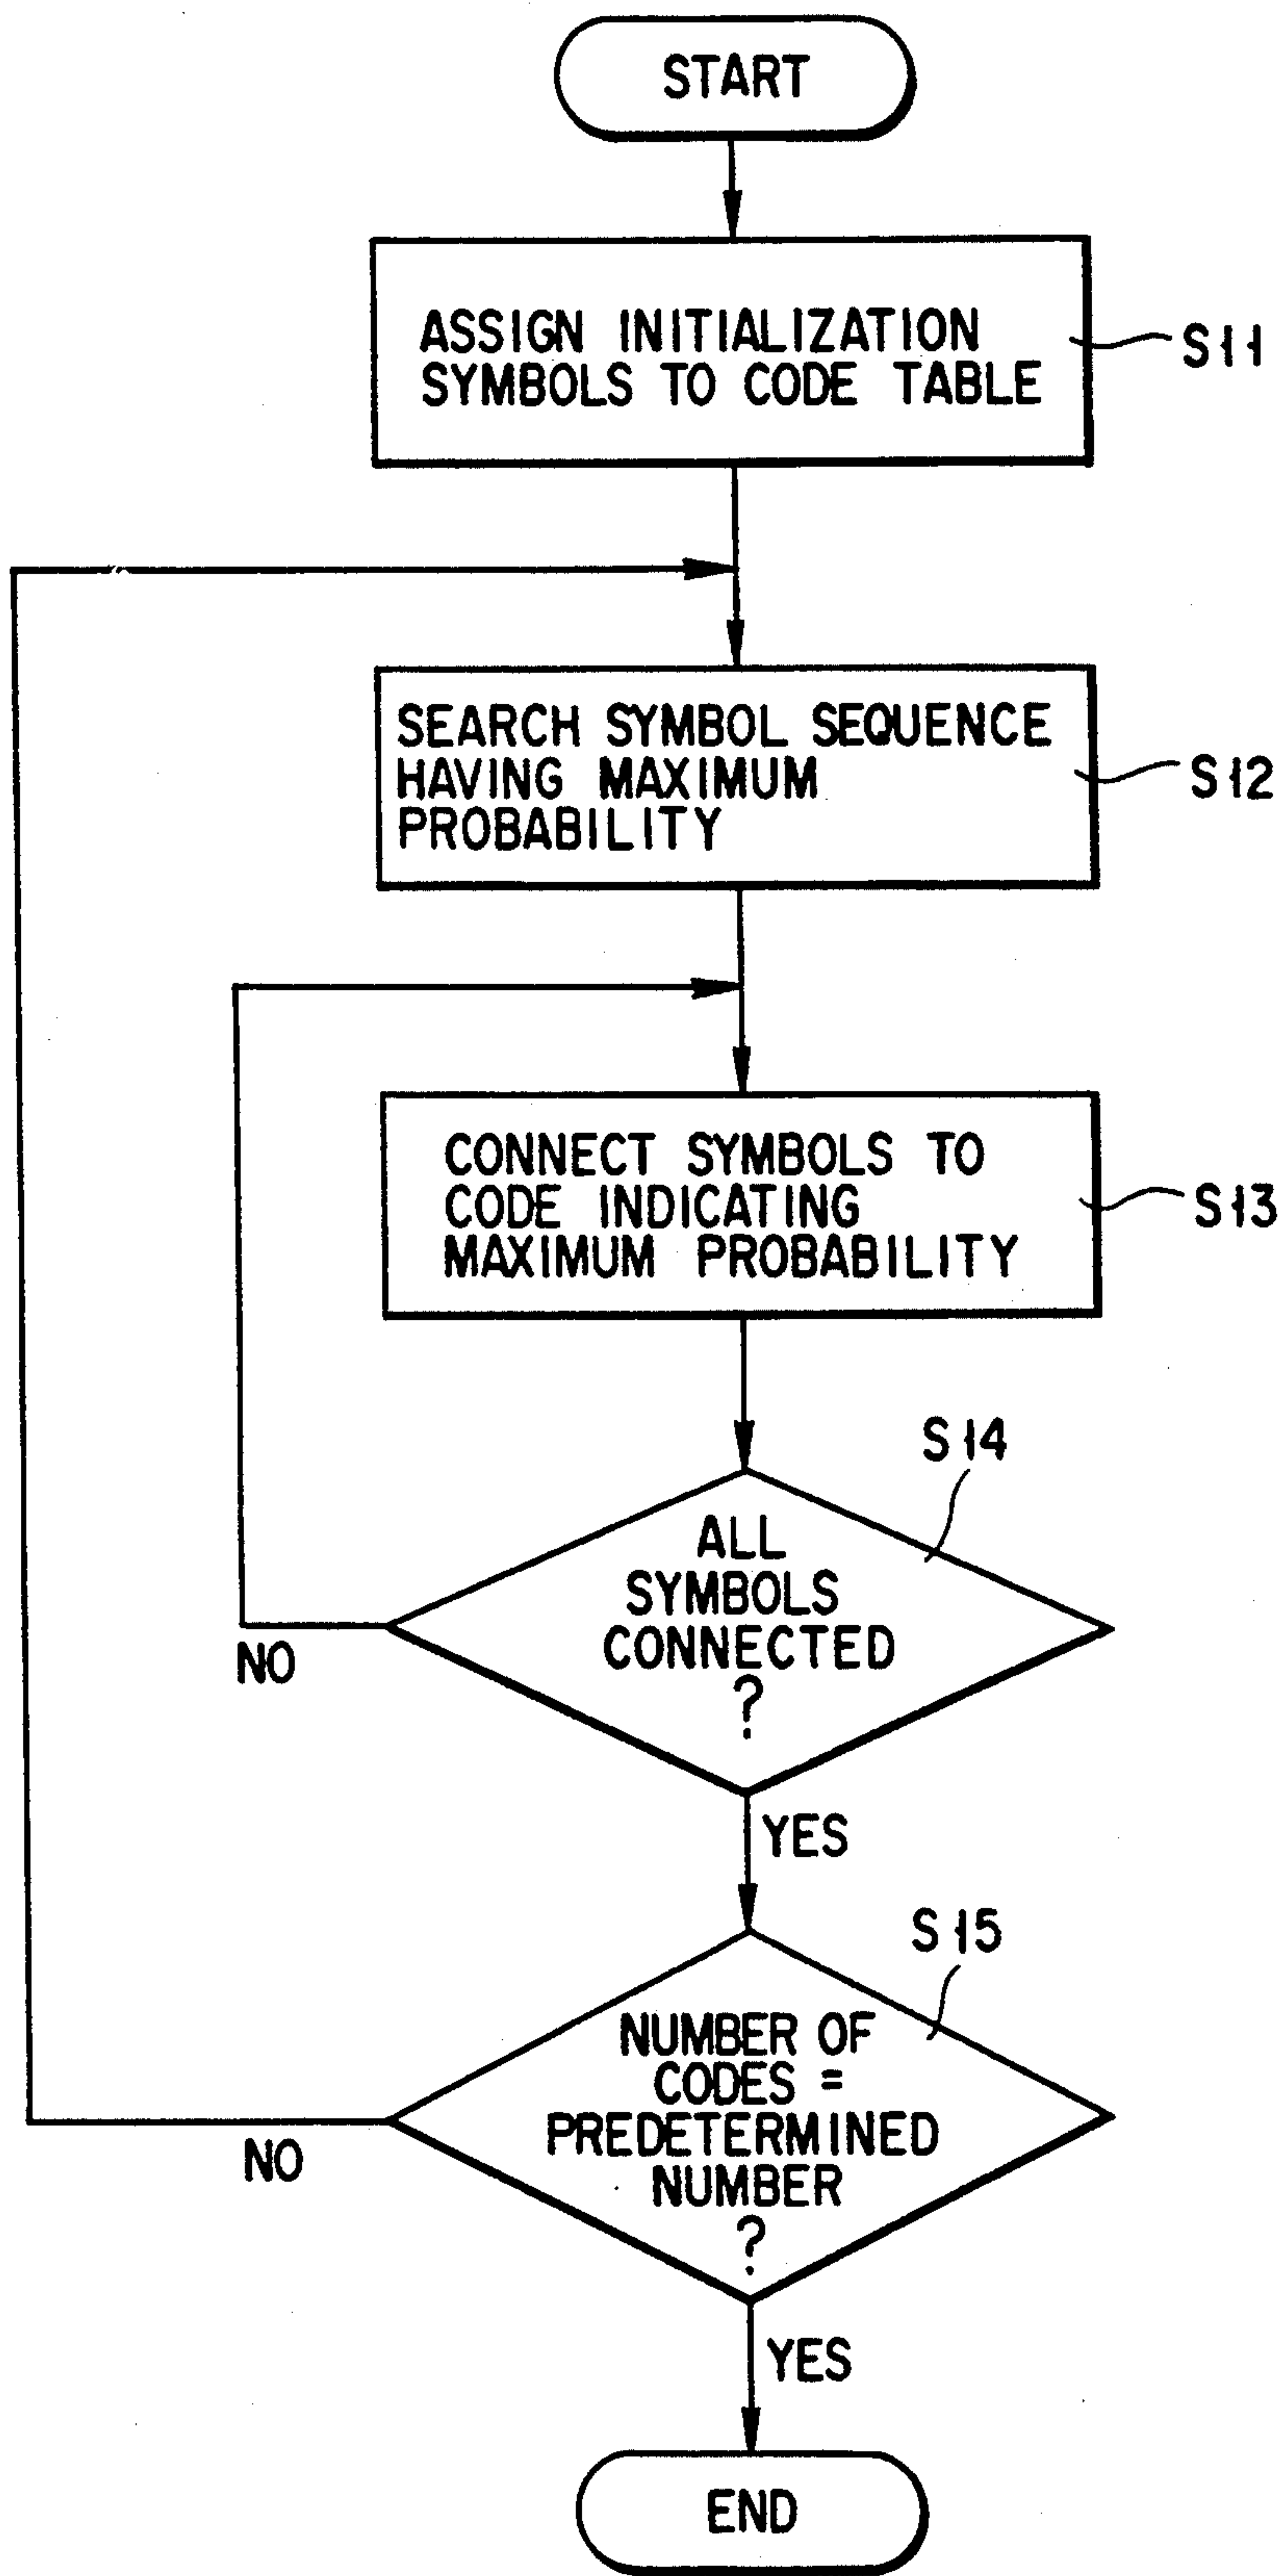 START
ASSIGN INITIALIZATION
SYMBOLS TO CODE TABLE
S11
SEARCH SYMBOL SEQUENCE
HAVING MAXIMUM
PROBABILITY
S12
CONNECT SYMBOLS TO
CODE INDICATING
MAXIMUM PROBABILITY
S13
S14
ALL
SYMBOLS
CONNECTED
?
NO
YES
S15
NUMBER OF
CODES =
PREDETERMINED
NUMBER
?
NO
YES
END